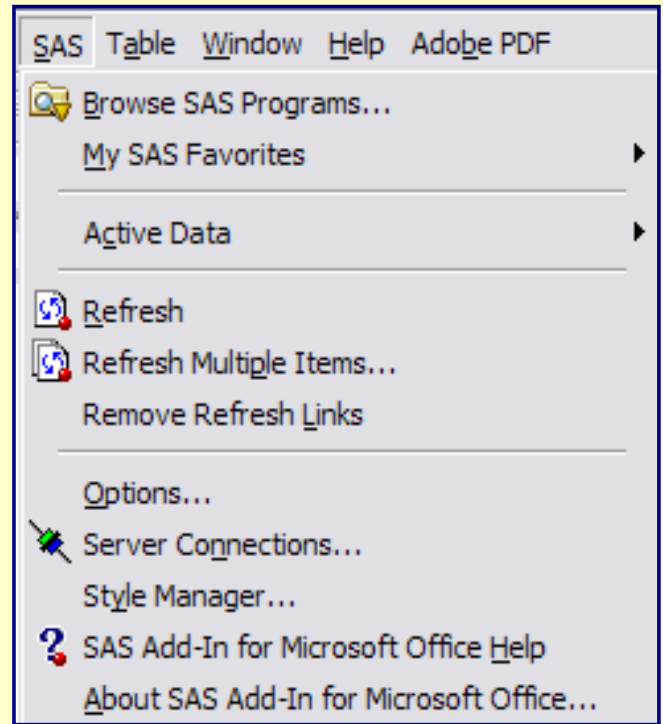 SAS Table Window Help Adobe PDF
Browse SAS Programs...
My SAS Favorites
Active Data
Refresh
Refresh Multiple Items...
Remove Refresh Links
Options...
Server Connections...
Style Manager...
SAS Add-In for Microsoft Office Help
About SAS Add-In for Microsoft Office...